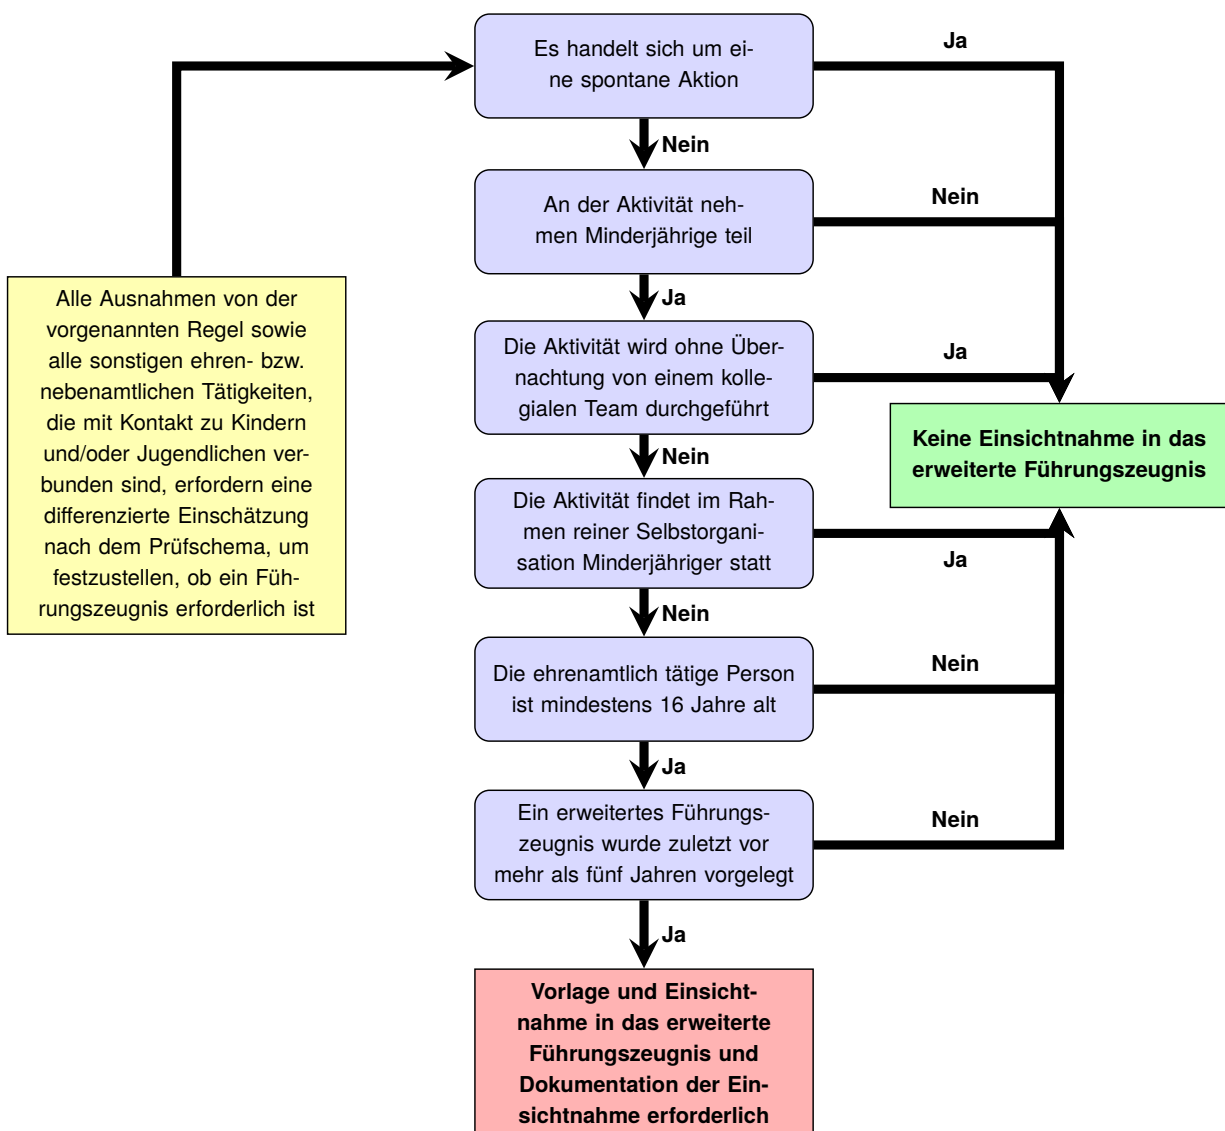 Es handelt sich um ei-
ne spontane Aktion
Ja
Nein
An der Aktivität neh-
men Minderjährige teil
Nein
Ja
Alle Ausnahmen von der
vorgenannten Regel sowie
alle sonstigen ehren- bzw.
nebenamtlichen Tätigkeiten,
die mit Kontakt zu Kindern
und/oder Jugendlichen ver-
bunden sind, erfordern eine
differenzierte Einschätzung
nach dem Prüfschema, um
festzustellen, ob ein Füh-
rungszeugnis erforderlich ist
Die Aktivität wird ohne Über-
nachtung von einem kolle-
gialen Team durchgeführt
Ja
Nein
Keine Einsichtnahme in das
erweiterte Führungszeugnis
Die Aktivität findet im Rah-
men reiner Selbstorgani-
sation Minderjähriger statt
Ja
Nein
Die ehrenamtlich tätige Person
ist mindestens 16 Jahre alt
Nein
Ja
Ein erweitertes Führungs-
zeugnis wurde zuletzt vor
mehr als fünf Jahren vorgelegt
Nein
Ja
Vorlage und Einsicht-
nahme in das erweiterte
Führungszeugnis und
Dokumentation der Ein-
sichtnahme erforderlich